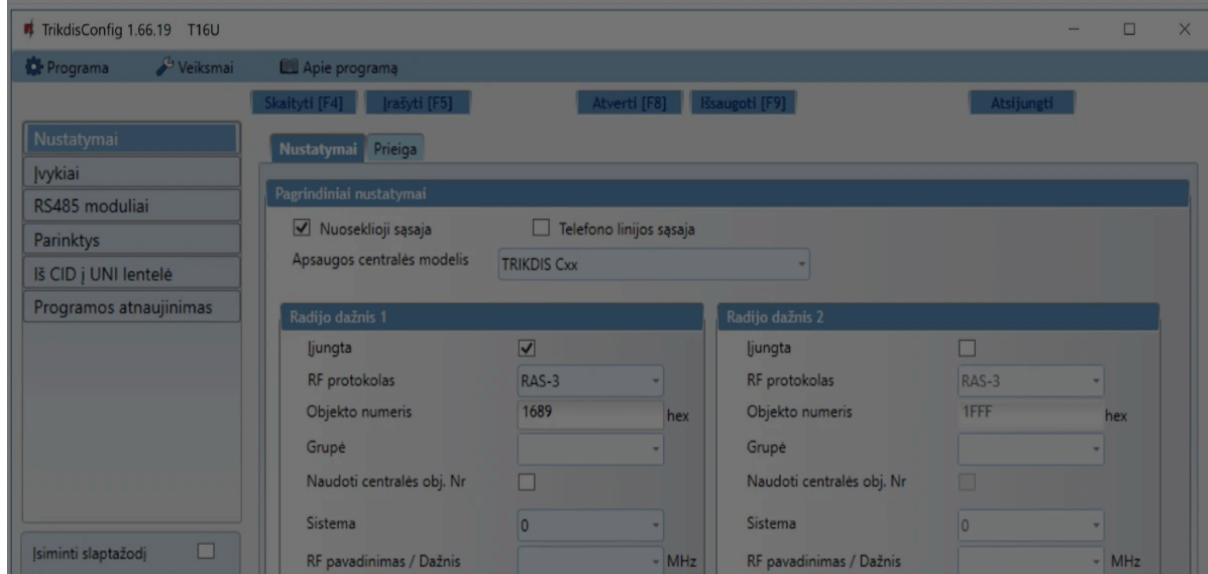 TrikdisConfig 1.66.19 T16U
Programa Veiksmai Apie programą
Skaityti [F4] Įrašyti [F5] Atverti [F8] Išsaugoti [F9] Atsijungti
Nustatymai
Įvykiai
RS485 moduliai
Parinktys
Iš CID į UNI lentelė
Programos atnaujinimas
Įsiminti slaptažodį
Nustatymai Prieiga
Pagrindiniai nustatymai
Nuoseklioji sąsaja Telefono linijos sąsaja
Apsaugos centralės modelis TRIKDIS Cxx
Radijo dažnis 1
Įjungta
RF protokolas RAS-3
Objekto numeris 1689 hex
Grupė
Naudoti centralės obj. Nr
Sistema 0
RF pavadinimas / Dažnis MHz
Radijo dažnis 2
Įjungta
RF protokolas RAS-3
Objekto numeris 1FFF hex
Grupė
Naudoti centralės obj. Nr
Sistema 0
RF pavadinimas / Dažnis MHz